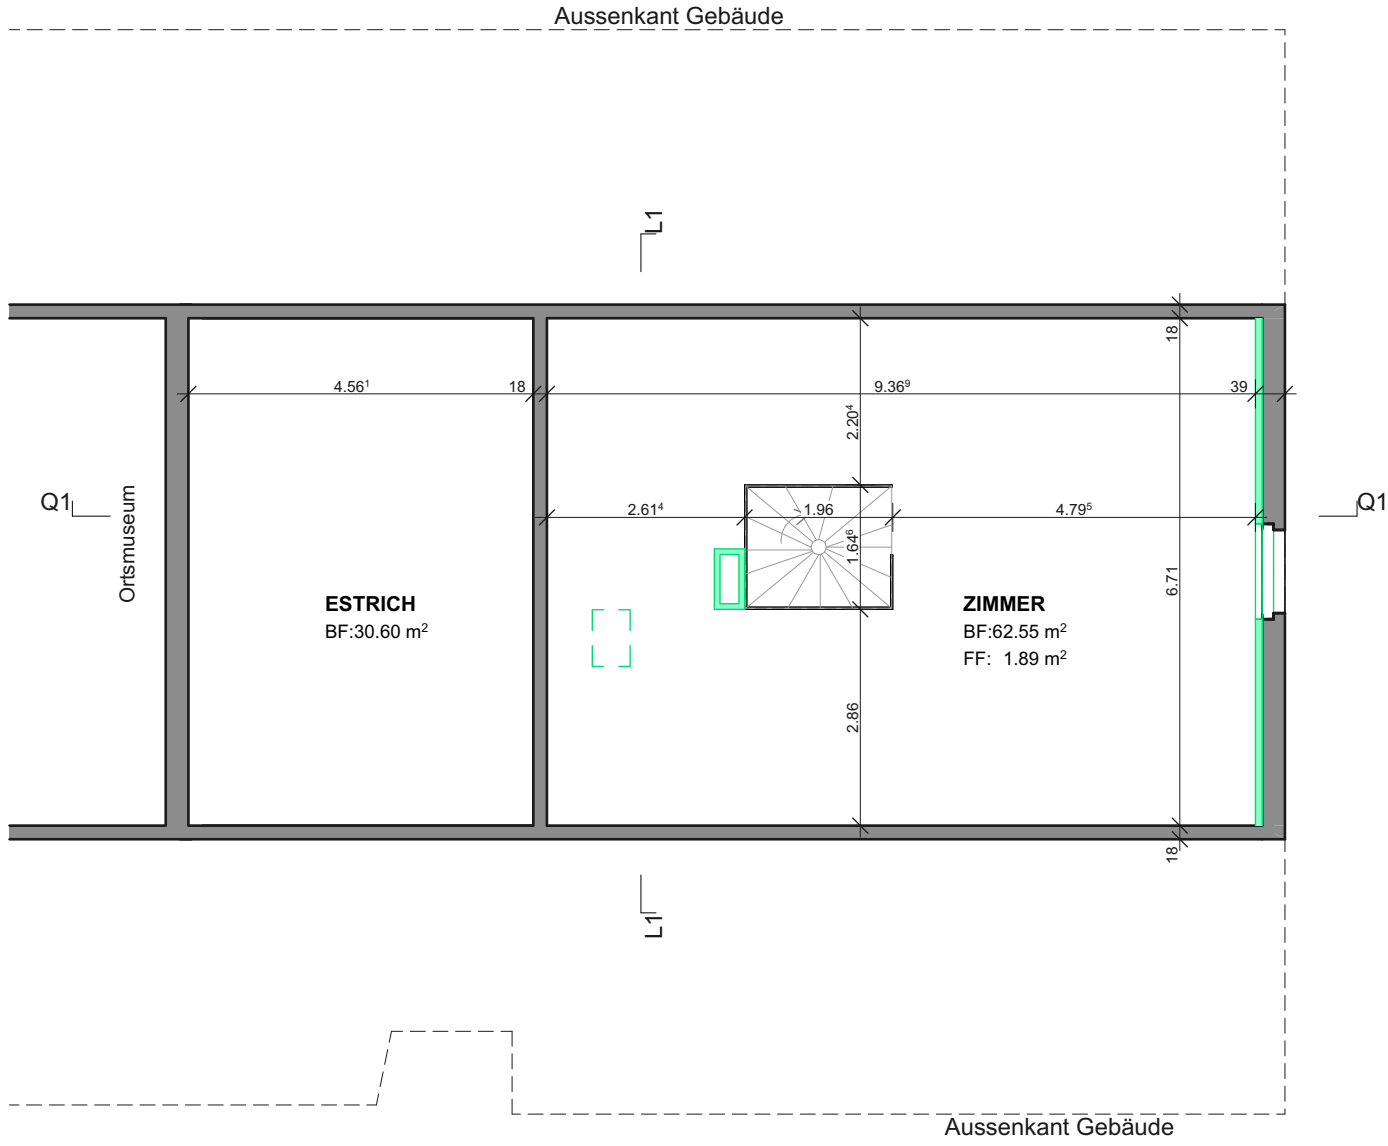 Aussenkant Gebäude
L1
18
4.56¹
18
9.36⁹
39
2.20⁴
Q1
Ortsmuseum
2.61⁴
1.96
4.79⁵
Q1
1.64⁶
6.71
ESTRICH
BF:30.60 m²
ZIMMER
BF:62.55 m²
FF: 1.89 m²
2.86
18
L1
Aussenkant Gebäude